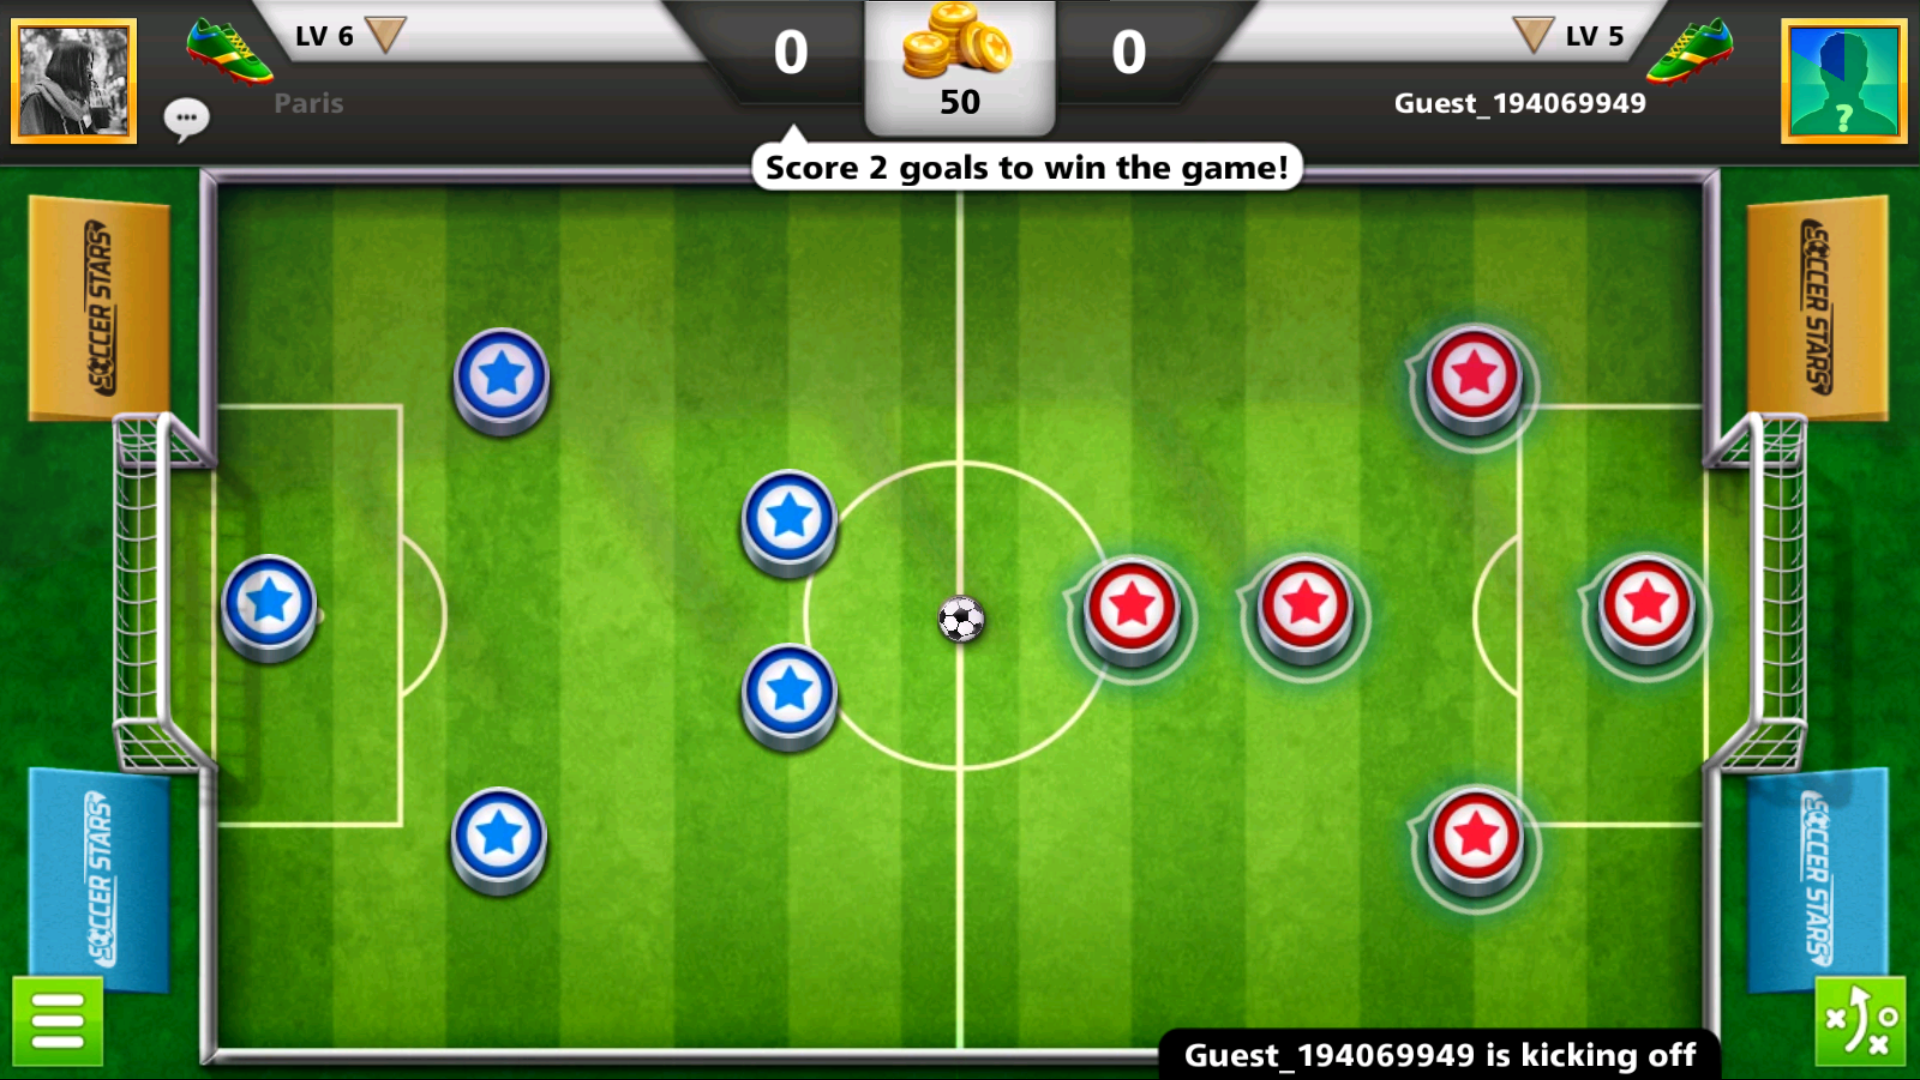 LV 6
0
0
LV 5
Paris
50
Guest_194069949
?
Score 2 goals to win the game!
SOCCER STARS
SOCCER STARS
SOCCER STARS
SOCCER STARS
Guest_194069949 is kicking off